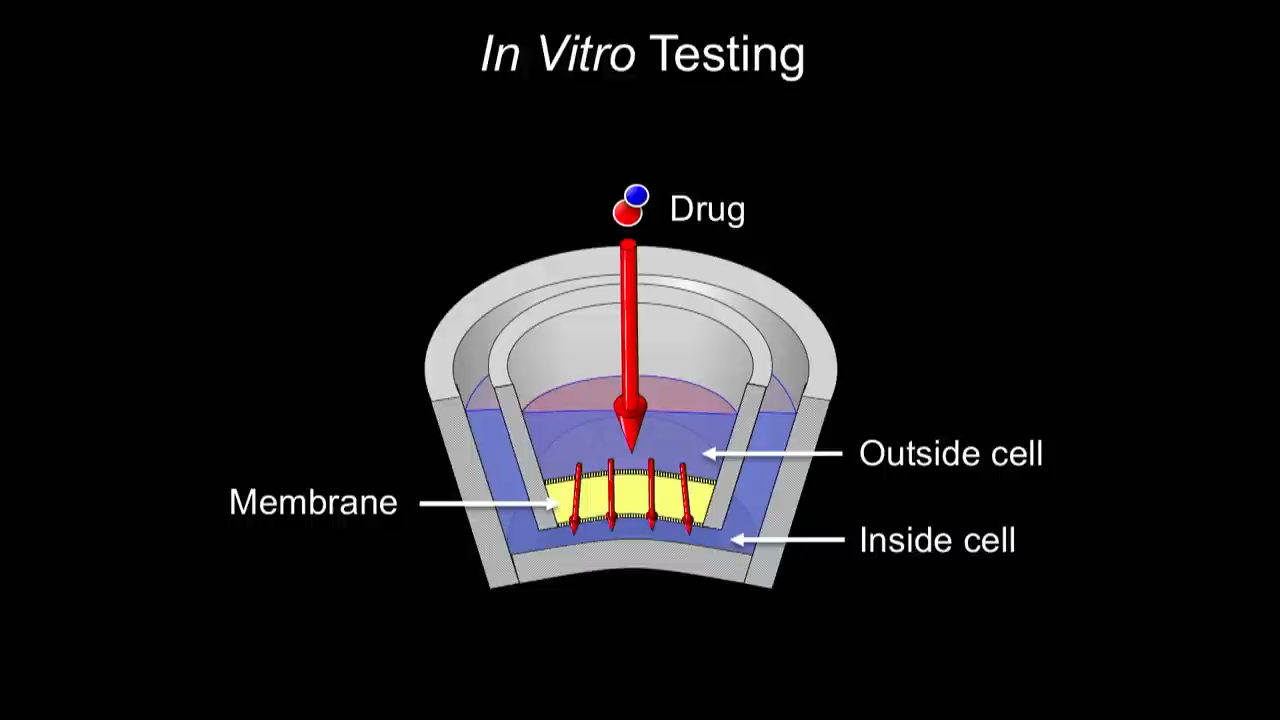 In Vitro Testing
Drug
Outside cell
Membrane
Inside cell